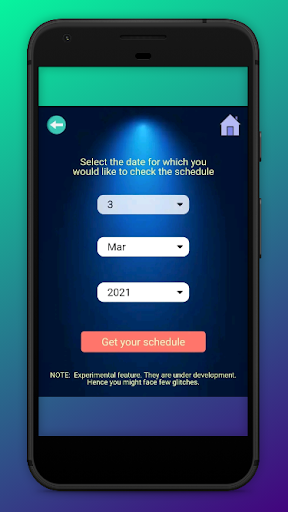 Select the date for which you
would like to check the schedule
3
Mar
2021
Get your schedule
NOTE: Experimental feature. They are under development.
Hence you might face few glitches.